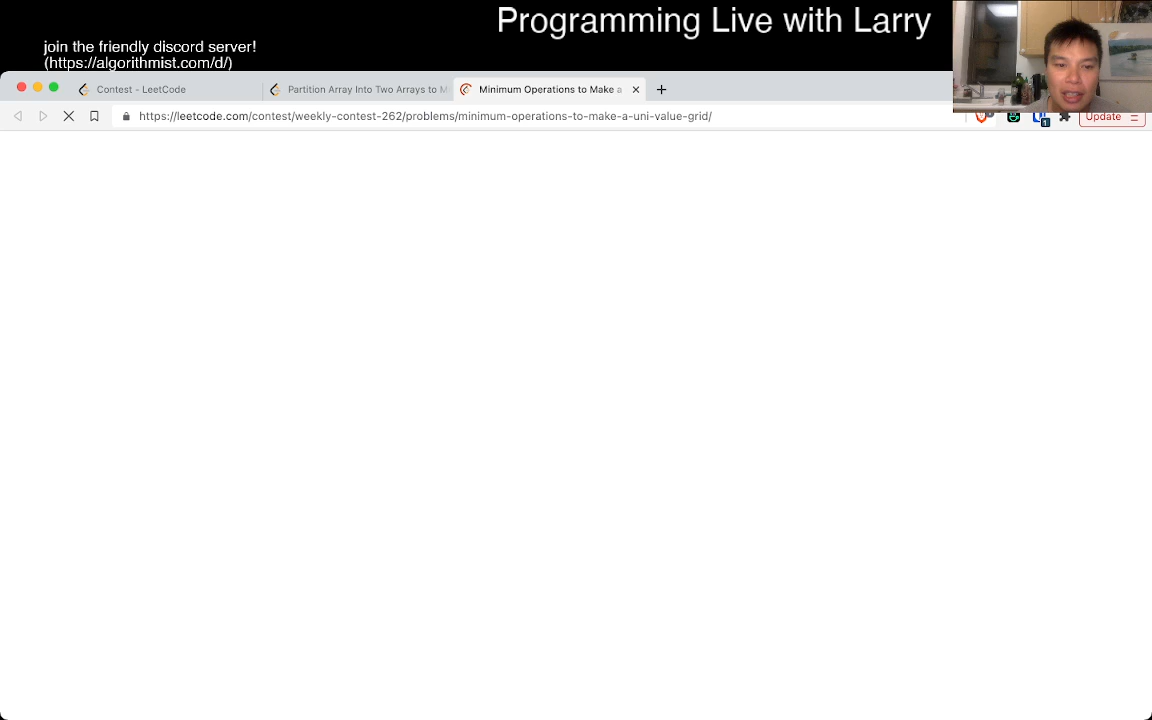 Programming Live with Larry
join the friendly discord server!
(https://algorithmist.com/d/)
Contest - LeetCode
Partition Array Into Two Arrays to M
Minimum Operations to Make a
https://leetcode.com/contest/weekly-contest-262/problems/minimum-operations-to-make-a-uni-value-grid/
1
Update